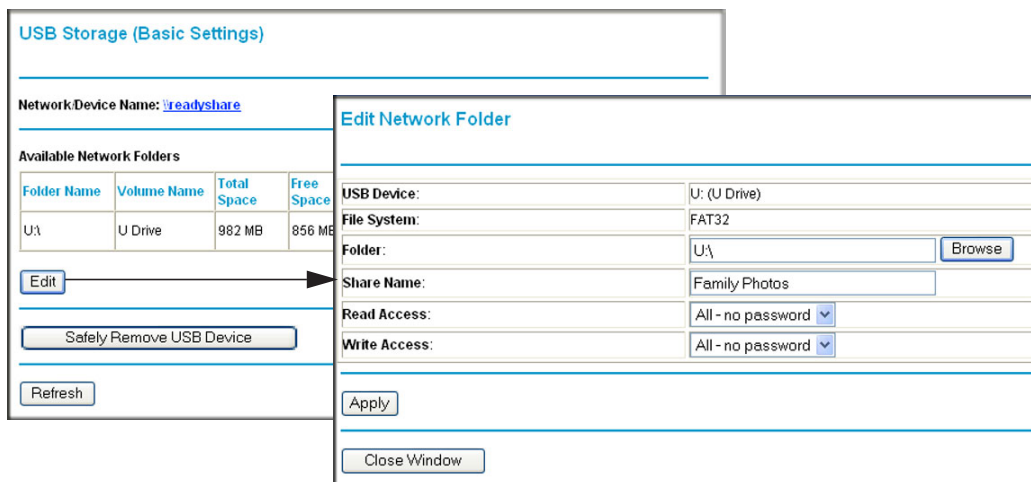 USB Storage (Basic Settings)
Network/Device Name: \\readyshare
Available Network Folders
Folder Name Volume Name Total Space Free Space
U:\ U Drive 982 MB 856 MB
Edit
Safely Remove USB Device
Refresh
Edit Network Folder
USB Device: U: (U Drive)
File System: FAT32
Folder: U:\ Browse
Share Name: Family Photos
Read Access: All - no password
Write Access: All - no password
Apply
Close Window